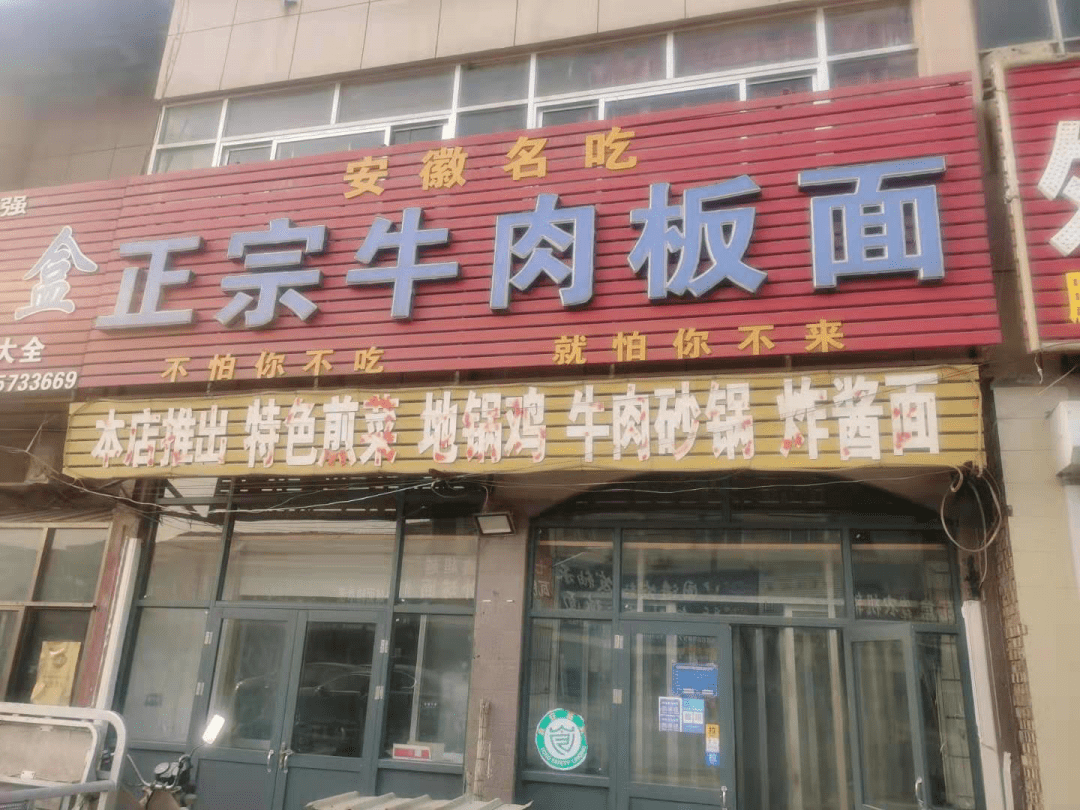 安徽名吃
正宗牛肉板面
不怕你不吃 就怕你不来
本店推出 特色煎菜 地锅鸡 牛肉砂锅 炸酱面
强
盒
大全
5733669
食